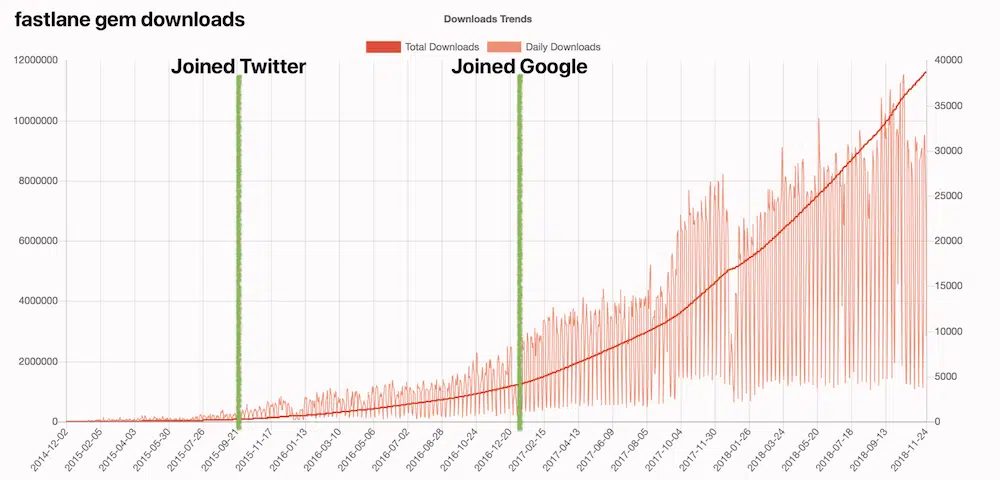 fastlane gem downloads
Downloads Trends
Total Downloads Daily Downloads
Joined Twitter Joined Google
12000000 40000
35000
10000000
30000
8000000
25000
6000000 20000
15000
4000000
10000
2000000
5000
0 0
2014-12-02 2015-02-05 2015-04-03 2015-05-30 2015-07-26 2015-09-21 2015-11-17 2016-01-13 2016-03-10 2016-05-06 2016-07-02 2016-08-28 2016-10-24 2016-12-20 2017-02-15 2017-04-13 2017-06-09 2017-08-05 2017-10-04 2017-11-30 2018-01-26 2018-03-24 2018-05-20 2018-07-18 2018-09-13 2018-11-24